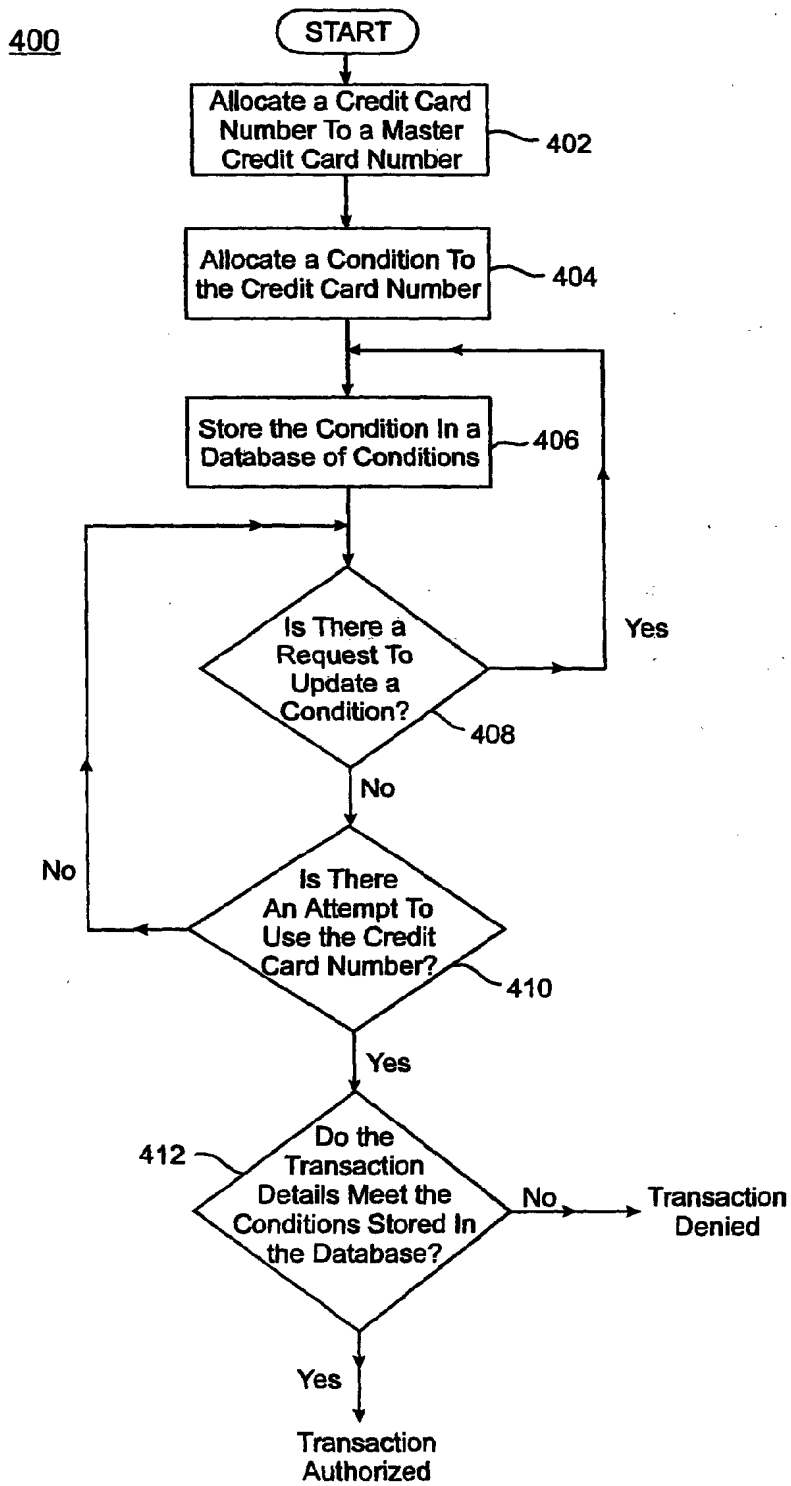 400
START
Allocate a Credit Card
Number To a Master
Credit Card Number
402
Allocate a Condition To
the Credit Card Number
404
Store the Condition In a
Database of Conditions
406
Is There a
Request To
Update a
Condition?
408
Yes
No
Is There
An Attempt To
Use the Credit
Card Number?
410
No
Yes
412
Do the
Transaction
Details Meet the
Conditions Stored In
the Database?
No
Transaction
Denied
Yes
Transaction
Authorized